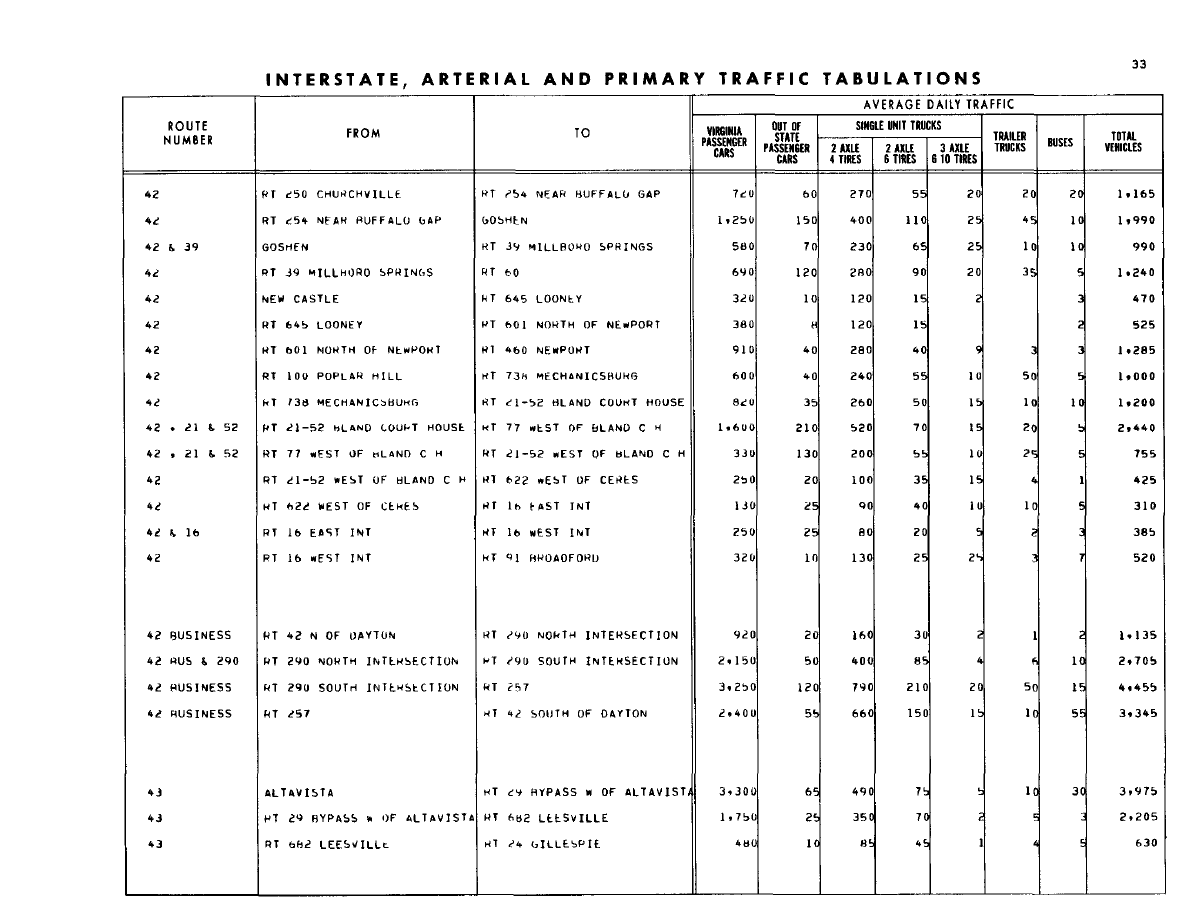 33
INTERSTATE, ARTERIAL AND PRIMARY TRAFFIC TABULATIONS
AVERAGE DAILY TRAFFIC
ROUTE NUMBER FROM TO VIRGINIA PASSENGER CARS OUT OF STATE PASSENGER CARS SINGLE UNIT TRUCKS 2 AXLE 4 TIRES 2 AXLE 6 TIRES 3 AXLE 6 10 TIRES TRAILER TRUCKS BUSES TOTAL VEHICLES
42 RT 250 CHURCHVILLE RT 254 NEAR BUFFALO GAP 720 60 270 55 20 20 20 1,165
42 RT 254 NEAR BUFFALO GAP GOSHEN 1,250 150 400 110 25 45 10 1,990
42 & 39 GOSHEN RT 39 MILLBORO SPRINGS 580 70 230 65 25 10 10 990
42 RT 39 MILLBORO SPRINGS RT 60 690 120 280 90 20 35 5 1,240
42 NEW CASTLE RT 645 LOONEY 320 10 120 15 2 3 470
42 RT 645 LOONEY RT 601 NORTH OF NEWPORT 380 8 120 15 2 525
42 RT 601 NORTH OF NEWPORT RT 460 NEWPORT 910 40 280 40 9 3 3 1,285
42 RT 100 POPLAR HILL RT 738 MECHANICSBURG 600 40 240 55 10 50 5 1,000
42 RT 738 MECHANICSBURG RT 21-52 BLAND COURT HOUSE 820 35 260 50 15 10 10 1,200
42 , 21 & 52 RT 21-52 BLAND COURT HOUSE RT 77 WEST OF BLAND C H 1,600 210 520 70 15 20 5 2,440
42 , 21 & 52 RT 77 WEST OF BLAND C H RT 21-52 WEST OF BLAND C H 330 130 200 55 10 25 5 755
42 RT 21-52 WEST OF BLAND C H RT 622 WEST OF CERES 250 20 100 35 15 4 1 425
42 RT 622 WEST OF CERES RT 16 EAST INT 130 25 90 40 10 10 5 310
42 & 16 RT 16 EAST INT RT 16 WEST INT 250 25 80 20 5 2 3 385
42 RT 16 WEST INT RT 91 BROADFORD 320 10 130 25 25 3 7 520
42 BUSINESS RT 42 N OF DAYTON RT 290 NORTH INTERSECTION 920 20 160 30 2 1 2 1,135
42 BUS & 290 RT 290 NORTH INTERSECTION RT 290 SOUTH INTERSECTION 2,150 50 400 85 4 6 10 2,705
42 BUSINESS RT 290 SOUTH INTERSECTION RT 257 3,250 120 790 210 20 50 15 4,455
42 BUSINESS RT 257 RT 42 SOUTH OF DAYTON 2,400 55 660 150 15 10 55 3,345
43 ALTAVISTA RT 29 BYPASS W OF ALTAVISTA 3,300 65 490 75 5 10 30 3,975
43 RT 29 BYPASS W OF ALTAVISTA RT 682 LEESVILLE 1,750 25 350 70 2 5 3 2,205
43 RT 682 LEESVILLE RT 24 GILLESPIE 480 10 85 45 1 4 5 630